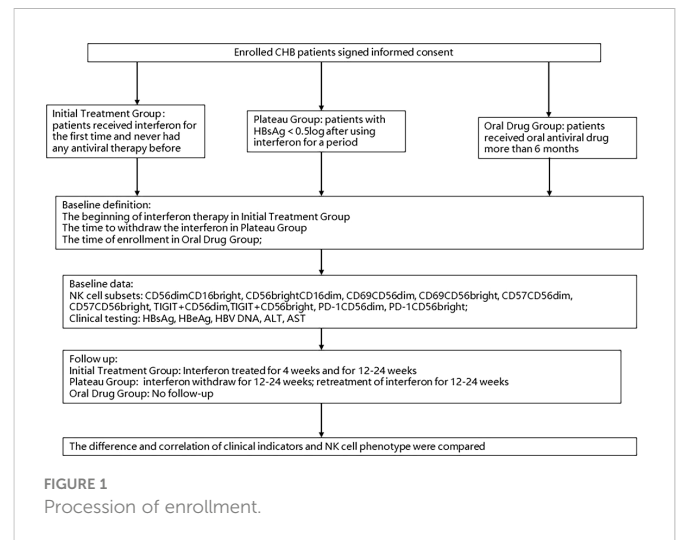 Enrolled CHB patients signed informed consent
Initial Treatment Group :
patients received interferon for
the first time and never had
any antiviral therapy before
Plateau Group: patients with
HBsAg < 0.5log after using
interferon for a period
Oral Drug Group: patients
received oral antiviral drug
more than 6 months
Baseline definition:
The beginning of interferon therapy in Initial Treatment Group
The time to withdraw the interferon in Plateau Group
The time of enrollment in Oral Drug Group;
Baseline data:
NK cell subsets: CD56dimCD16bright, CD56brightCD16dim, CD69CD56dim, CD69CD56bright, CD57CD56dim,
CD57CD56bright, TIGIT+CD56dim,TIGIT+CD56bright, PD-1CD56dim, PD-1CD56bright;
Clinical testing: HBsAg, HBeAg, HBV DNA, ALT, AST
Follow up:
Initial Treatment Group: Interferon treated for 4 weeks and for 12-24 weeks
Plateau Group: interferon withdraw for 12-24 weeks; retreatment of interferon for 12-24 weeks
Oral Drug Group: No follow-up
The difference and correlation of clinical indicators and NK cell phenotype were compared
FIGURE 1
Procession of enrollment.